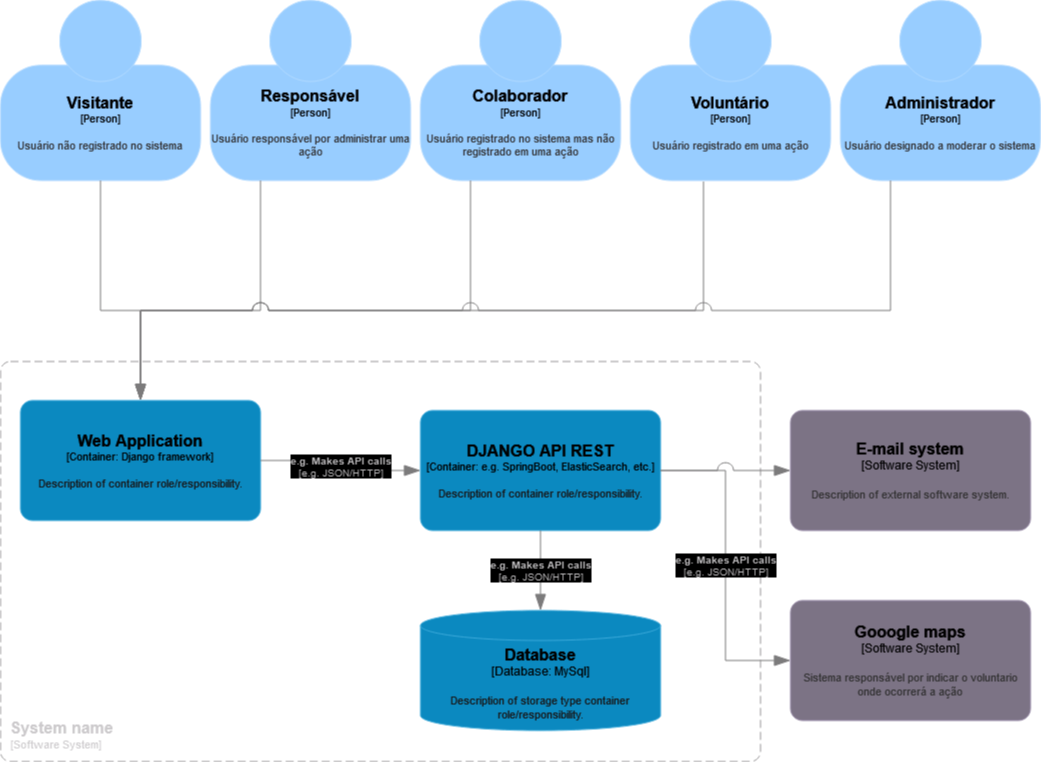 Visitante
[Person]
Usuário não registrado no sistema
Responsável
[Person]
Usuário responsável por administrar uma
ação
Colaborador
[Person]
Usuário registrado no sistema mas não
registrado em uma ação
Voluntário
[Person]
Usuário registrado em uma ação
Administrador
[Person]
Usuário designado a moderar o sistema
Web Application
[Container: Django framework]
Description of container role/responsibility.
e.g. Makes API calls
[e.g. JSON/HTTP]
DJANGO API REST
[Container: e.g. SpringBoot, ElasticSearch, etc.]
Description of container role/responsibility.
E-mail system
[Software System]
Description of external software system.
e.g. Makes API calls
[e.g. JSON/HTTP]
e.g. Makes API calls
[e.g. JSON/HTTP]
Database
[Database: MySql]
Description of storage type container
role/responsibility.
Gooogle maps
[Software System]
Sistema responsável por indicar o voluntario
onde ocorrerá a ação
System name
[Software System]